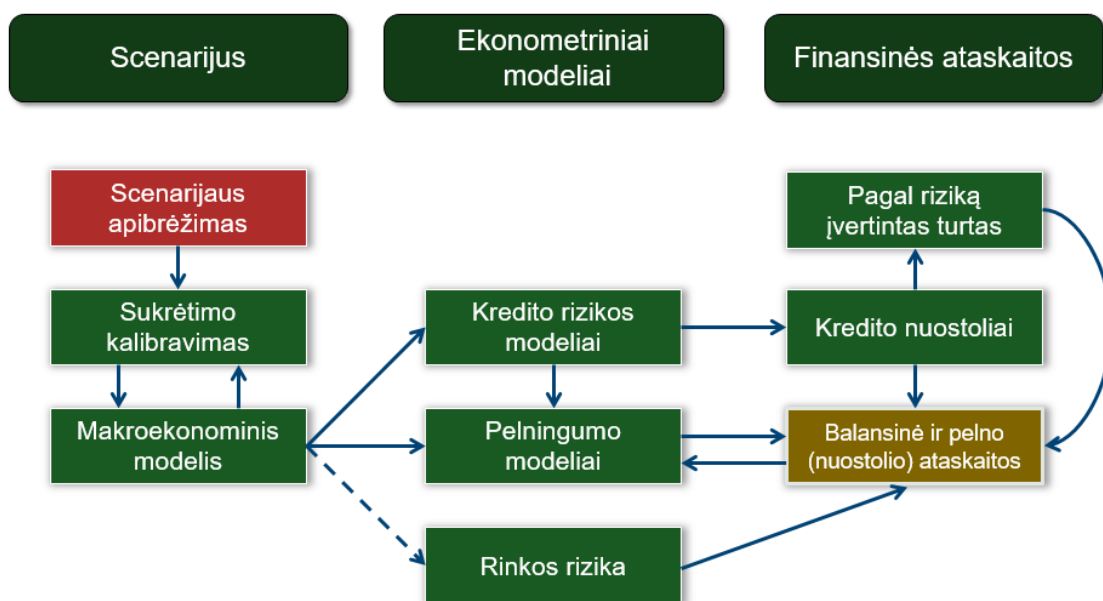 Scenarijus
Ekonometriniai
modeliai
Finansinės ataskaitos
Scenarijaus
apibrėžimas
Pagal riziką
įvertintas turtas
Sukrėtimo
kalibravimas
Kredito rizikos
modeliai
Kredito nuostoliai
Makroekonominis
modelis
Pelningumo
modeliai
Balansinė ir pelno
(nuostolio) ataskaitos
Rinkos rizika